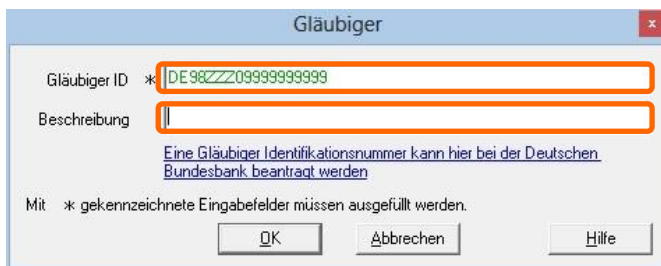 Gläubiger
x
Gläubiger ID * DE98ZZZ09999999999
Beschreibung
Eine Gläubiger Identifikationsnummer kann hier bei der Deutschen
Bundesbank beantragt werden
Mit * gekennzeichnete Eingabefelder müssen ausgefüllt werden.
OK Abbrechen Hilfe